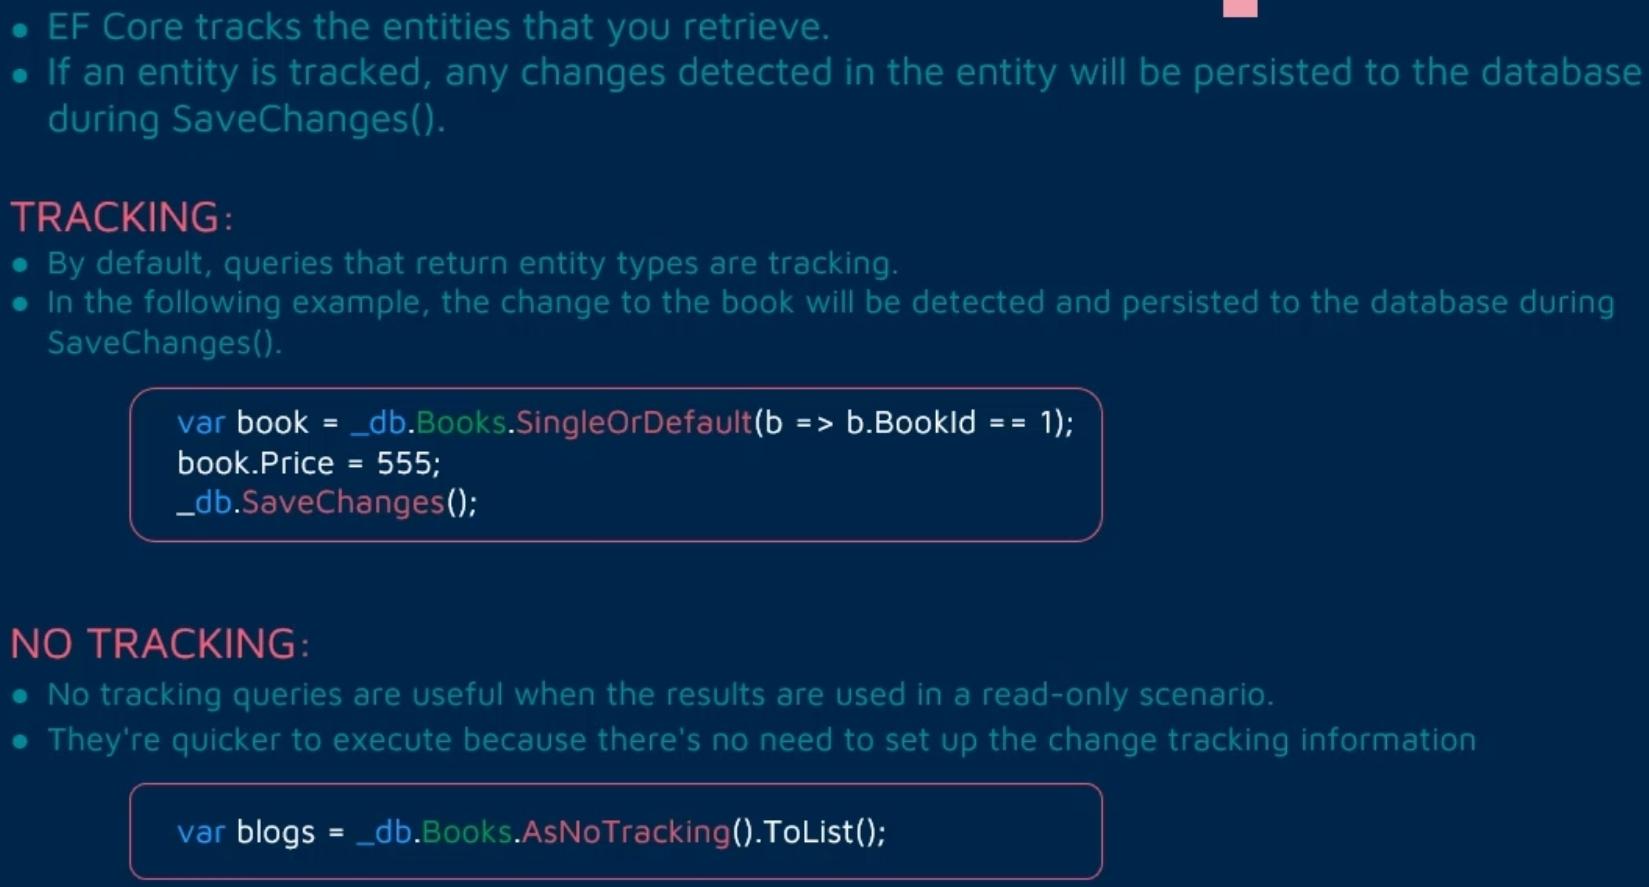 • EF Core tracks the entities that you retrieve.
• If an entity is tracked, any changes detected in the entity will be persisted to the database
during SaveChanges().
TRACKING:
• By default, queries that return entity types are tracking.
• In the following example, the change to the book will be detected and persisted to the database during
SaveChanges().
var book = _db.Books.SingleOrDefault(b => b.BookId == 1);
book.Price = 555;
_db.SaveChanges();
NO TRACKING:
• No tracking queries are useful when the results are used in a read-only scenario.
• They're quicker to execute because there's no need to set up the change tracking information
var blogs = _db.Books.AsNoTracking().ToList();